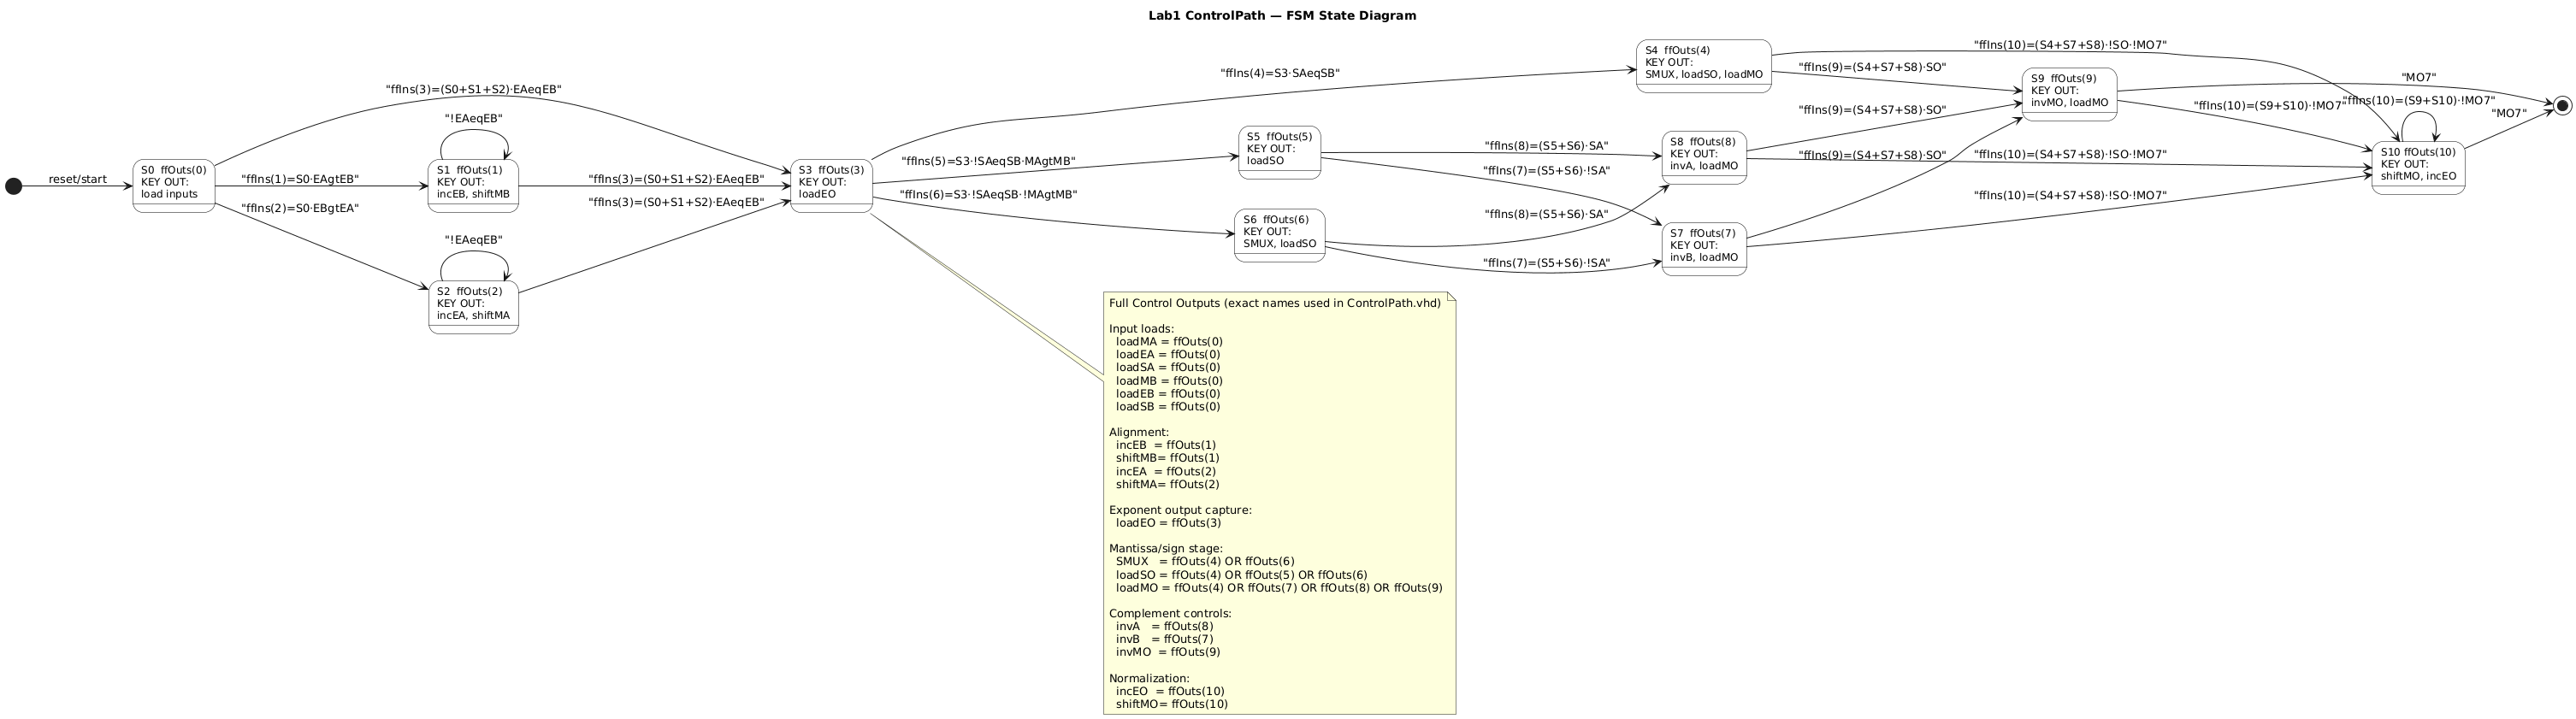 Lab1 ControlPath — FSM State Diagram
reset/start
S0  ffOuts(0)
KEY OUT:
load inputs
"ffIns(3)=(S0+S1+S2)·EAeqEB"
"ffIns(1)=S0·EAgtEB"
"ffIns(2)=S0·EBgtEA"
"!EAeqEB"
S1  ffOuts(1)
KEY OUT:
incEB, shiftMB
"ffIns(3)=(S0+S1+S2)·EAeqEB"
"!EAeqEB"
S2  ffOuts(2)
KEY OUT:
incEA, shiftMA
"ffIns(3)=(S0+S1+S2)·EAeqEB"
S3  ffOuts(3)
KEY OUT:
loadEO
"ffIns(4)=S3·SAeqSB"
"ffIns(5)=S3·!SAeqSB·MAgtMB"
"ffIns(6)=S3·!SAeqSB·!MAgtMB"
S4  ffOuts(4)
KEY OUT:
SMUX, loadSO, loadMO
S5  ffOuts(5)
KEY OUT:
loadSO
S6  ffOuts(6)
KEY OUT:
SMUX, loadSO
"ffIns(8)=(S5+S6)·SA"
"ffIns(7)=(S5+S6)·!SA"
"ffIns(8)=(S5+S6)·SA"
"ffIns(7)=(S5+S6)·!SA"
S8  ffOuts(8)
KEY OUT:
invA, loadMO
S7  ffOuts(7)
KEY OUT:
invB, loadMO
"ffIns(10)=(S4+S7+S8)·!SO·!MO7"
"ffIns(9)=(S4+S7+S8)·SO"
"ffIns(9)=(S4+S7+S8)·SO"
"ffIns(9)=(S4+S7+S8)·SO"
"ffIns(10)=(S4+S7+S8)·!SO·!MO7"
"ffIns(10)=(S4+S7+S8)·!SO·!MO7"
S9  ffOuts(9)
KEY OUT:
invMO, loadMO
"MO7"
"ffIns(10)=(S9+S10)·!MO7"
"ffIns(10)=(S9+S10)·!MO7"
"MO7"
S10 ffOuts(10)
KEY OUT:
shiftMO, incEO
Full Control Outputs (exact names used in ControlPath.vhd)
Input loads:
loadMA = ffOuts(0)
loadEA = ffOuts(0)
loadSA = ffOuts(0)
loadMB = ffOuts(0)
loadEB = ffOuts(0)
loadSB = ffOuts(0)
Alignment:
incEB  = ffOuts(1)
shiftMB= ffOuts(1)
incEA  = ffOuts(2)
shiftMA= ffOuts(2)
Exponent output capture:
loadEO = ffOuts(3)
Mantissa/sign stage:
SMUX   = ffOuts(4) OR ffOuts(6)
loadSO = ffOuts(4) OR ffOuts(5) OR ffOuts(6)
loadMO = ffOuts(4) OR ffOuts(7) OR ffOuts(8) OR ffOuts(9)
Complement controls:
invA   = ffOuts(8)
invB   = ffOuts(7)
invMO  = ffOuts(9)
Normalization:
incEO  = ffOuts(10)
shiftMO= ffOuts(10)